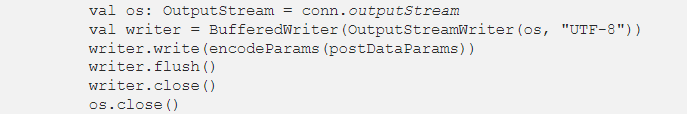 val os: OutputStream = conn.outputStream
val writer = BufferedWriter(OutputStreamWriter(os, "UTF-8"))
writer.write(encodeParams(postDataParams))
writer.flush()
writer.close()
os.close()